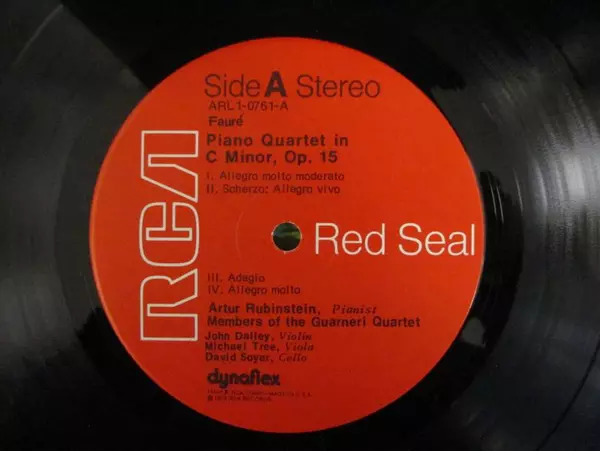 Side A Stereo
ARL1-0761-A
Fauré
Piano Quartet in
C Minor, Op. 15
I. Allegro molto moderato
II. Scherzo: Allegro vivo
RCA
Red Seal
III. Adagio
IV. Allegro molto
Artur Rubinstein, Pianist
Members of the Guarneri Quartet
John Dalley, Violin
Michael Tree, Viola
David Soyer, Cello
dynaflex